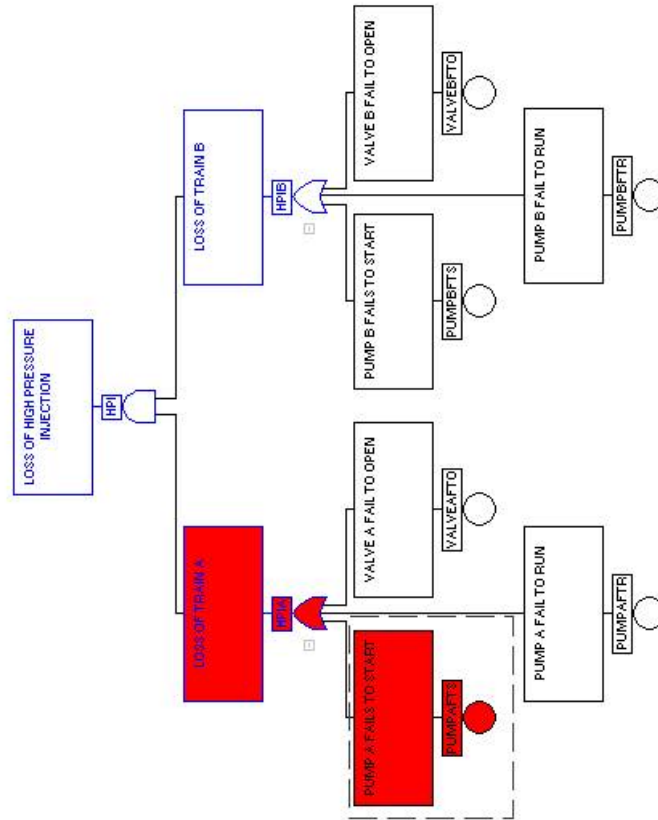 LOSS OF HIGH PRESSURE
INJECTION
HPI
LOSS OF TRAIN A
HPIA
LOSS OF TRAIN B
HPIB
PUMP A FAILS TO START
PUMPAFTS
VALVE A FAIL TO OPEN
VALVEAFTO
PUMP B FAILS TO START
PUMPBFTS
VALVE B FAIL TO OPEN
VALVEBFTO
PUMP A FAIL TO RUN
PUMPAFTR
PUMP B FAIL TO RUN
PUMPBFTR